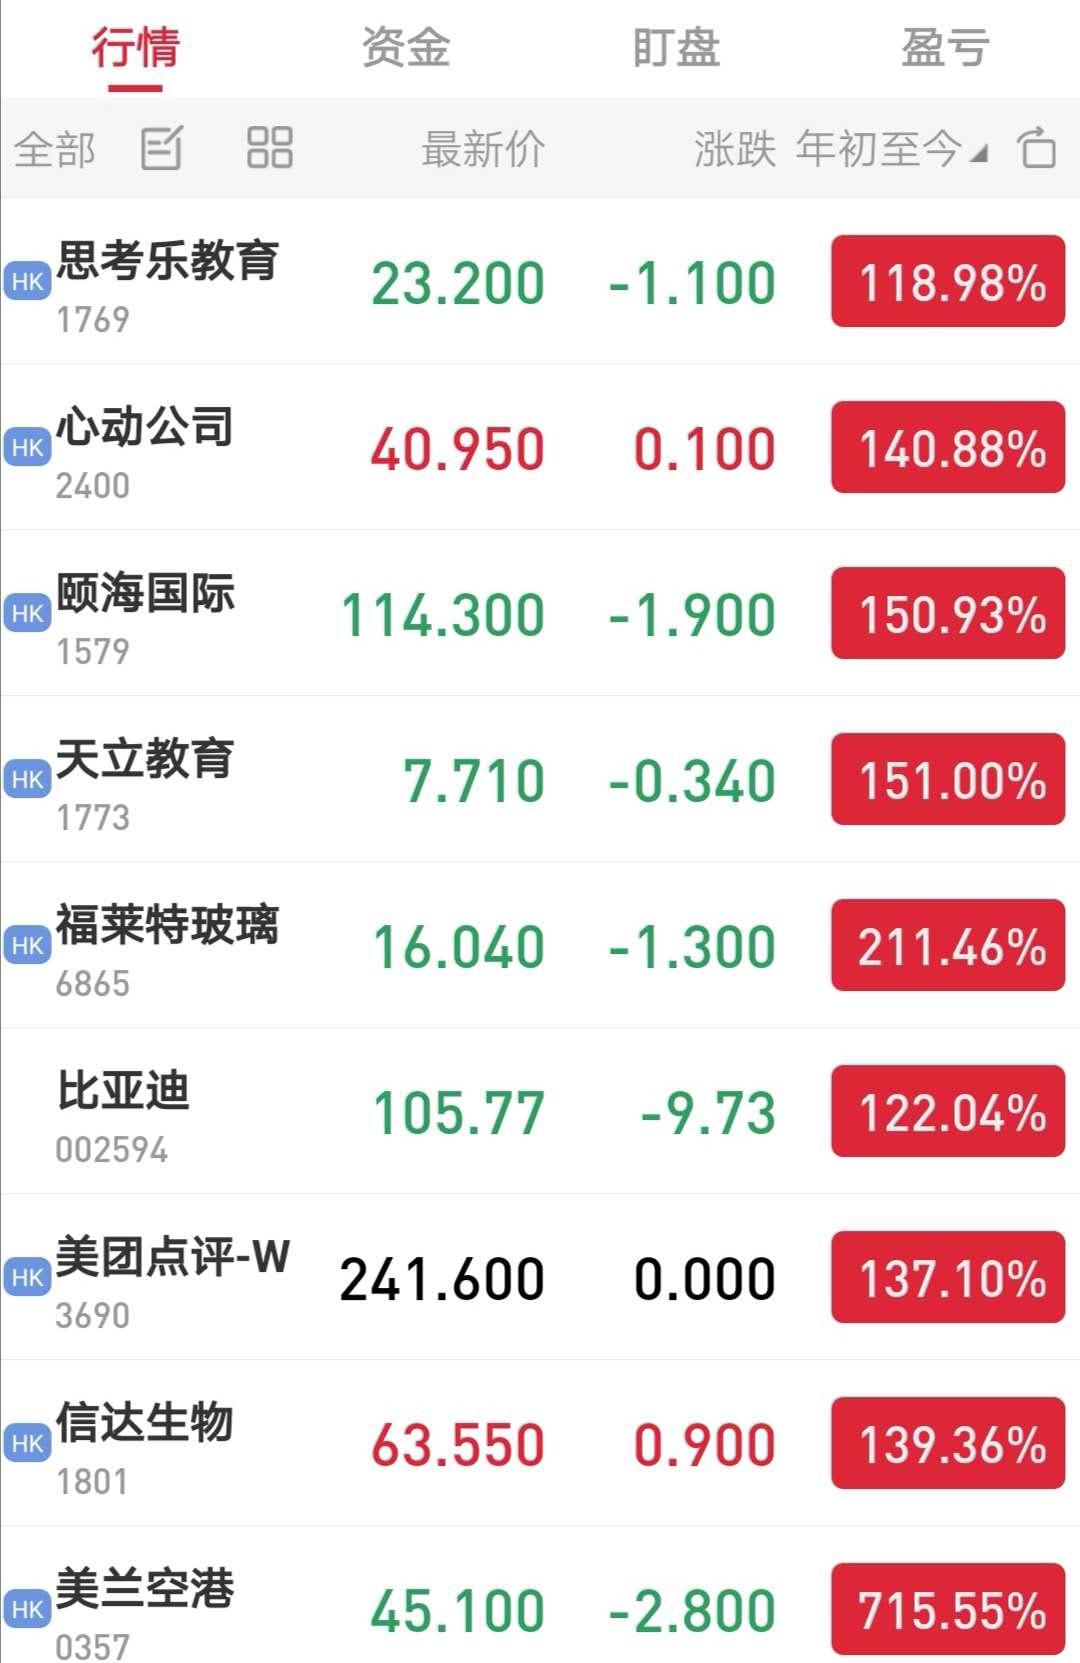 行情 资金 盯盘 盈亏
全部 最新价 涨跌 年初至今
思考乐教育
HK 23.200 -1.100 118.98%
1769
心动公司
HK 40.950 0.100 140.88%
2400
颐海国际
HK 114.300 -1.900 150.93%
1579
天立教育
HK 7.710 -0.340 151.00%
1773
福莱特玻璃
HK 16.040 -1.300 211.46%
6865
比亚迪
105.77 -9.73 122.04%
002594
美团点评-W
HK 241.600 0.000 137.10%
3690
信达生物
HK 63.550 0.900 139.36%
1801
美兰空港
HK 45.100 -2.800 715.55%
0357